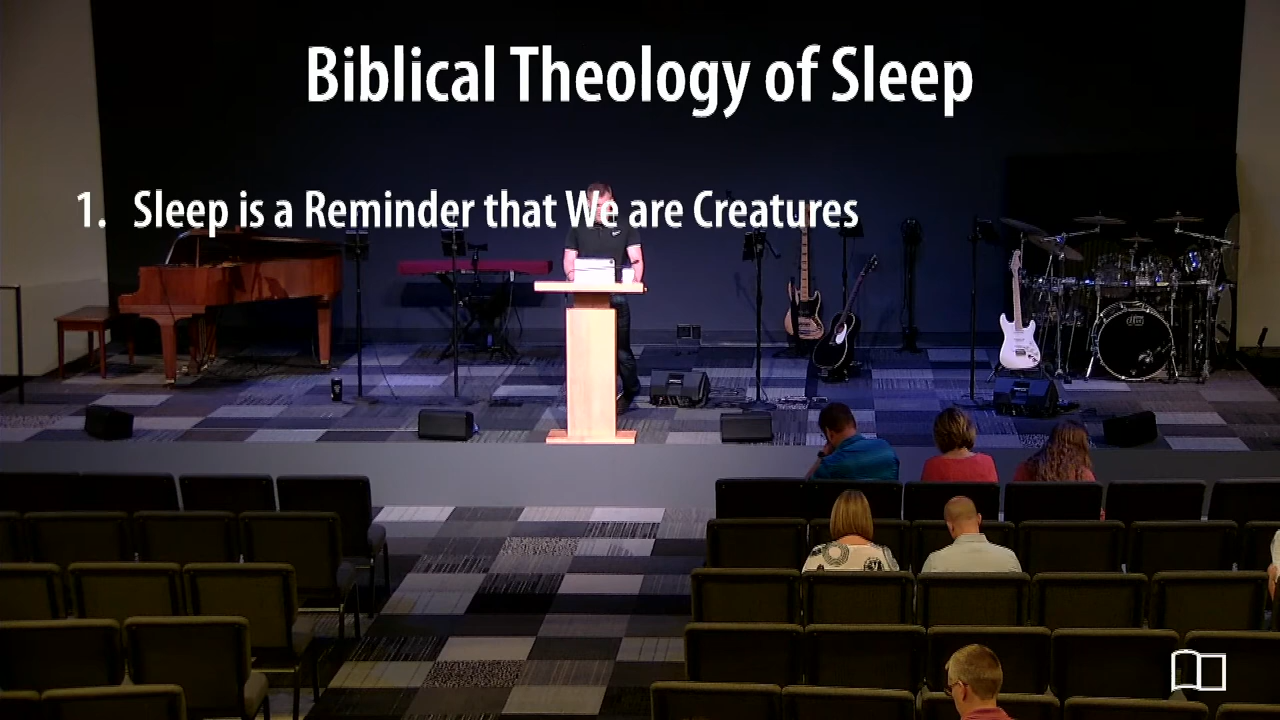 Biblical Theology of Sleep
1. Sleep is a Reminder that We are Creatures